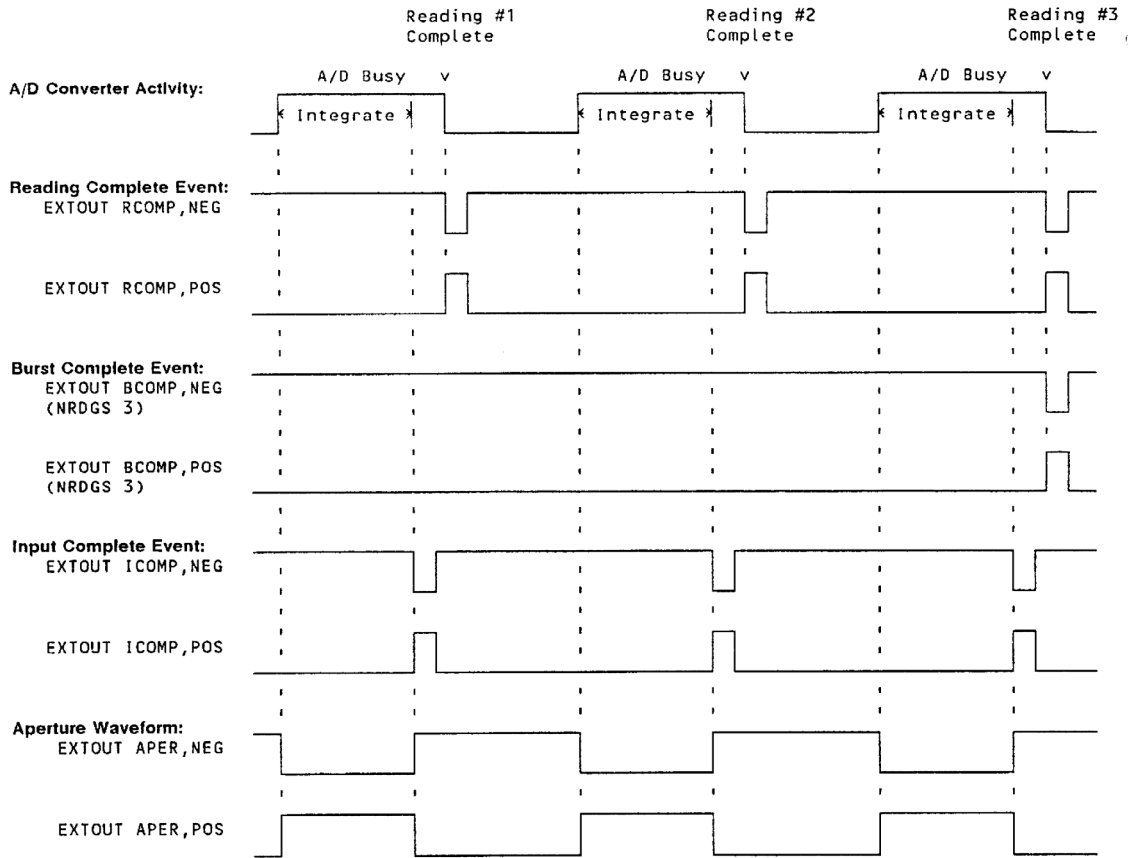 Reading #1 Reading #2 Reading #3
Complete Complete Complete
A/D Busy v A/D Busy v A/D Busy v
A/D Converter Activity:
Integrate Integrate Integrate
Reading Complete Event:
EXTOUT RCOMP,NEG
EXTOUT RCOMP,POS
Burst Complete Event:
EXTOUT BCOMP,NEG
(NRDGS 3)
EXTOUT BCOMP,POS
(NRDGS 3)
Input Complete Event:
EXTOUT ICOMP,NEG
EXTOUT ICOMP,POS
Aperture Waveform:
EXTOUT APER,NEG
EXTOUT APER,POS